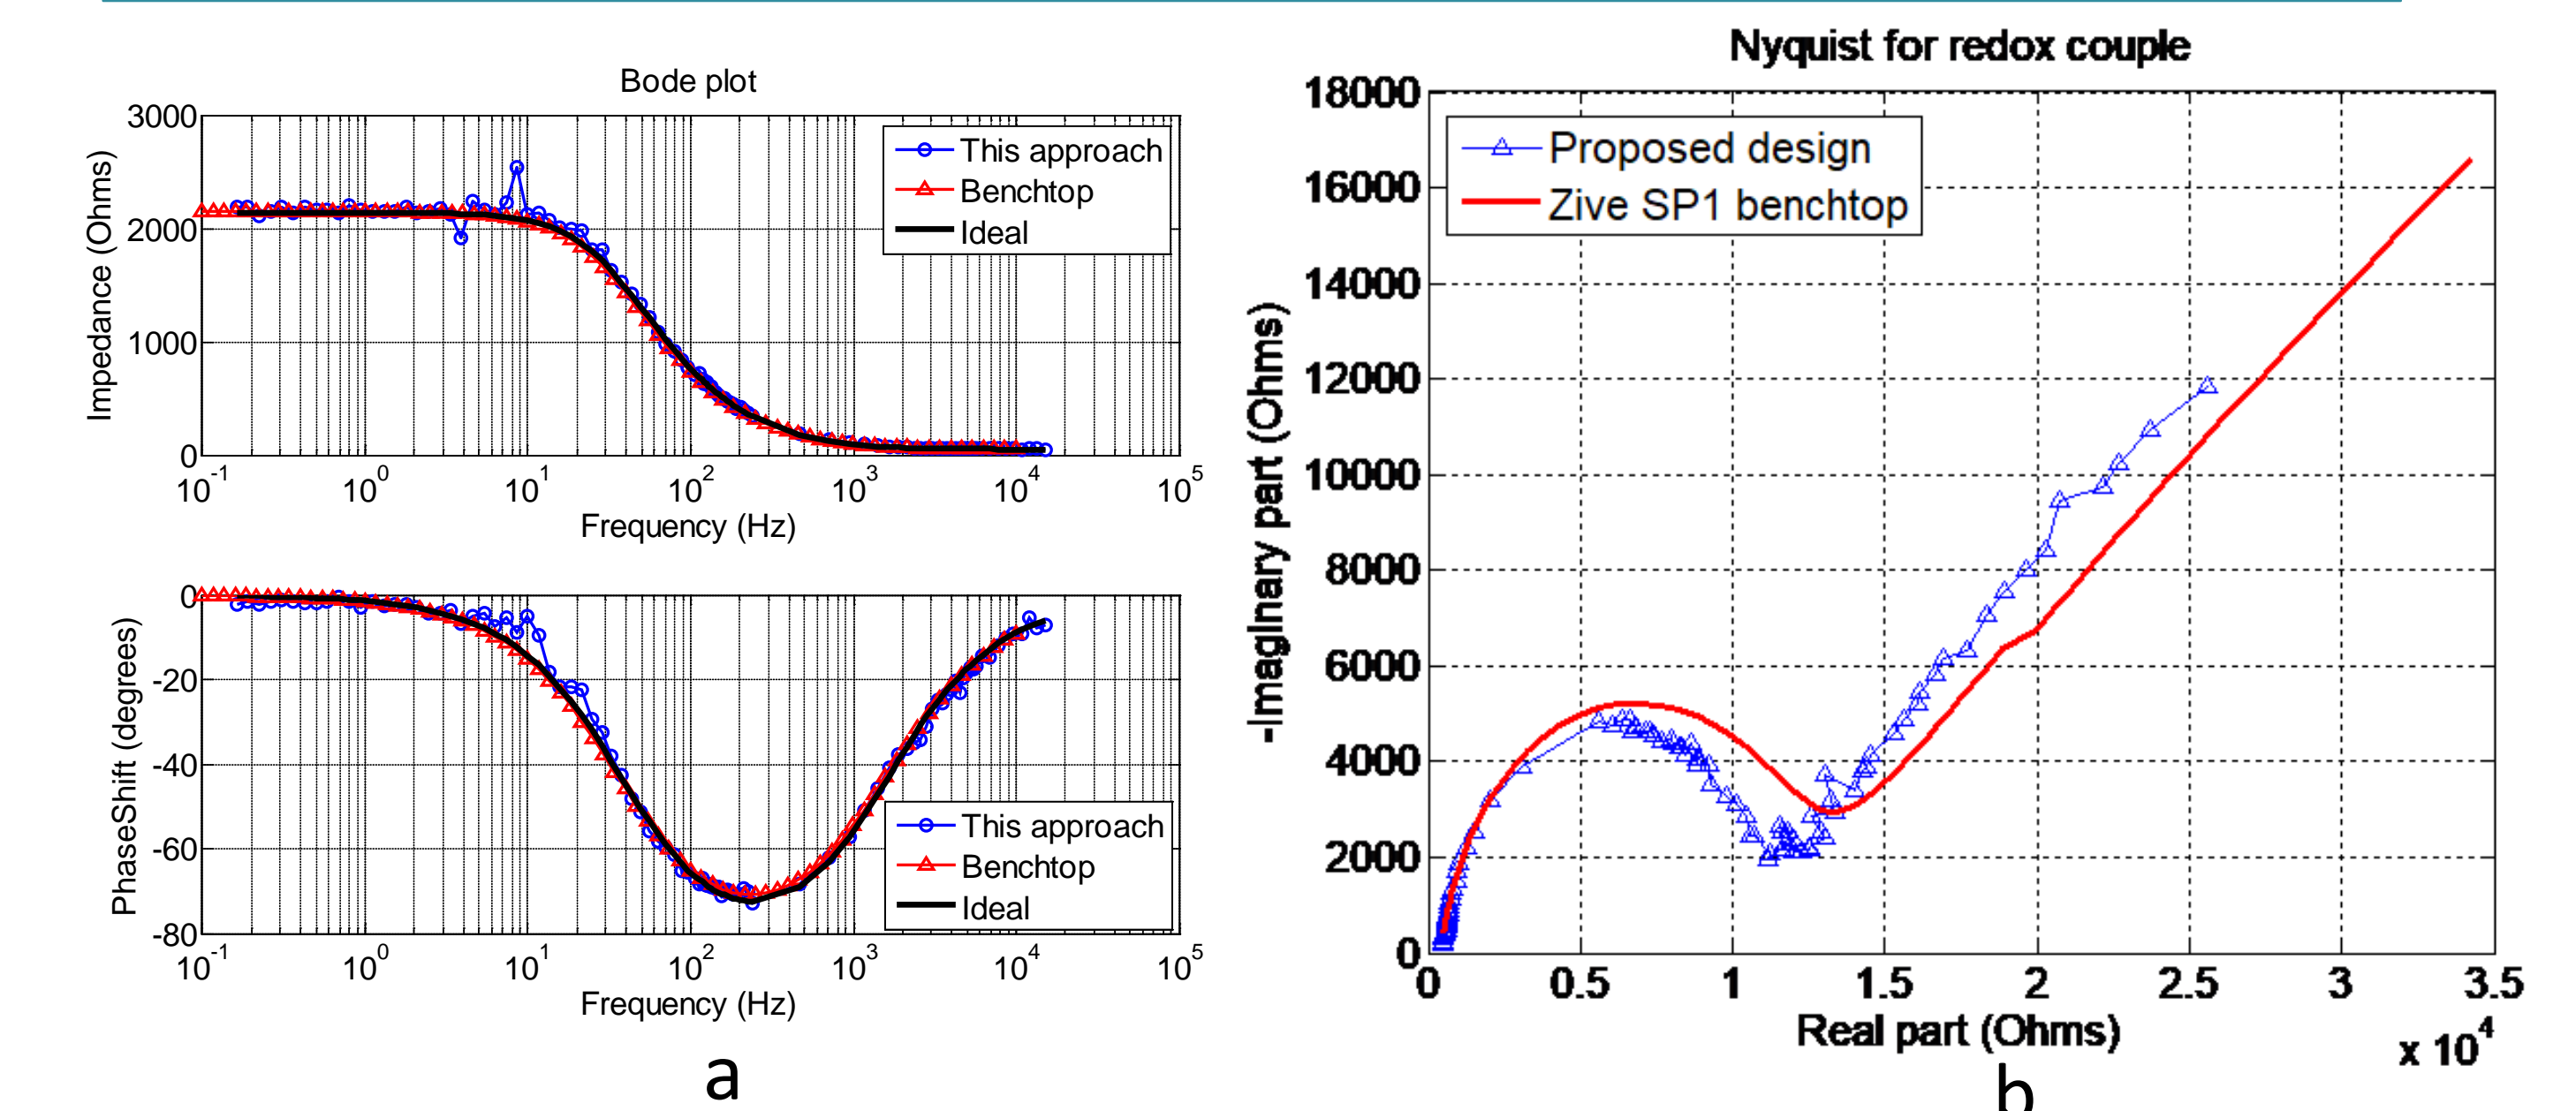 Bode plot
3000
2000
1000
0
Impedance (Ohms)
This approach
Benchtop
Ideal
10-1 100 101 102 103 104 105
Frequency (Hz)
0
-20
-40
-60
-80
PhaseShift (degrees)
This approach
Benchtop
Ideal
10-1 100 101 102 103 104 105
Frequency (Hz)
a
Nyquist for redox couple
18000
16000
14000
12000
10000
8000
6000
4000
2000
0
-Imaginary part (Ohms)
Proposed design
Zive SP1 benchtop
0 0.5 1 1.5 2 2.5 3 3.5
Real part (Ohms)
x 104
b